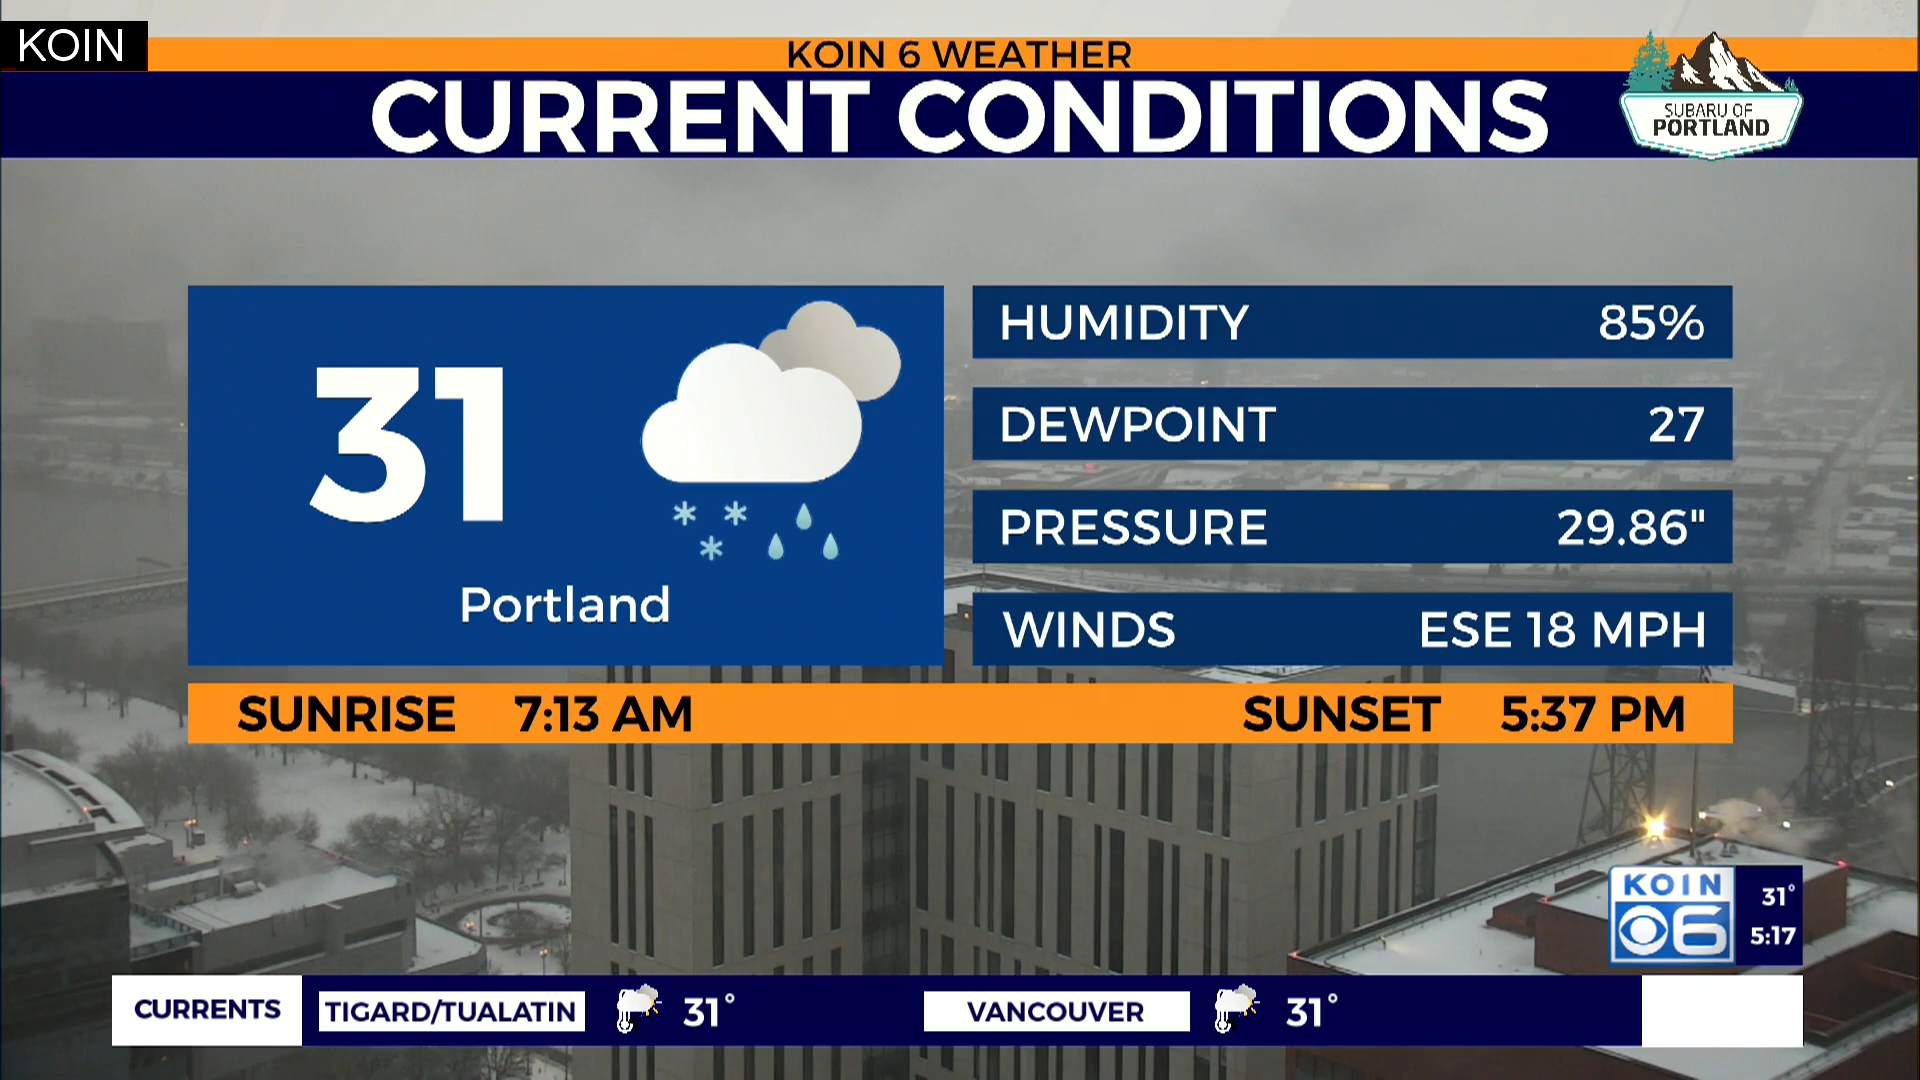 KOIN
KOIN 6 WEATHER
CURRENT CONDITIONS
SUBARU OF
PORTLAND
31
Portland
HUMIDITY 85%
DEWPOINT 27
PRESSURE 29.86"
WINDS ESE 18 MPH
SUNRISE 7:13 AM SUNSET 5:37 PM
KOIN
6
31°
5:17
CURRENTS TIGARD/TUALATIN 31° VANCOUVER 31°